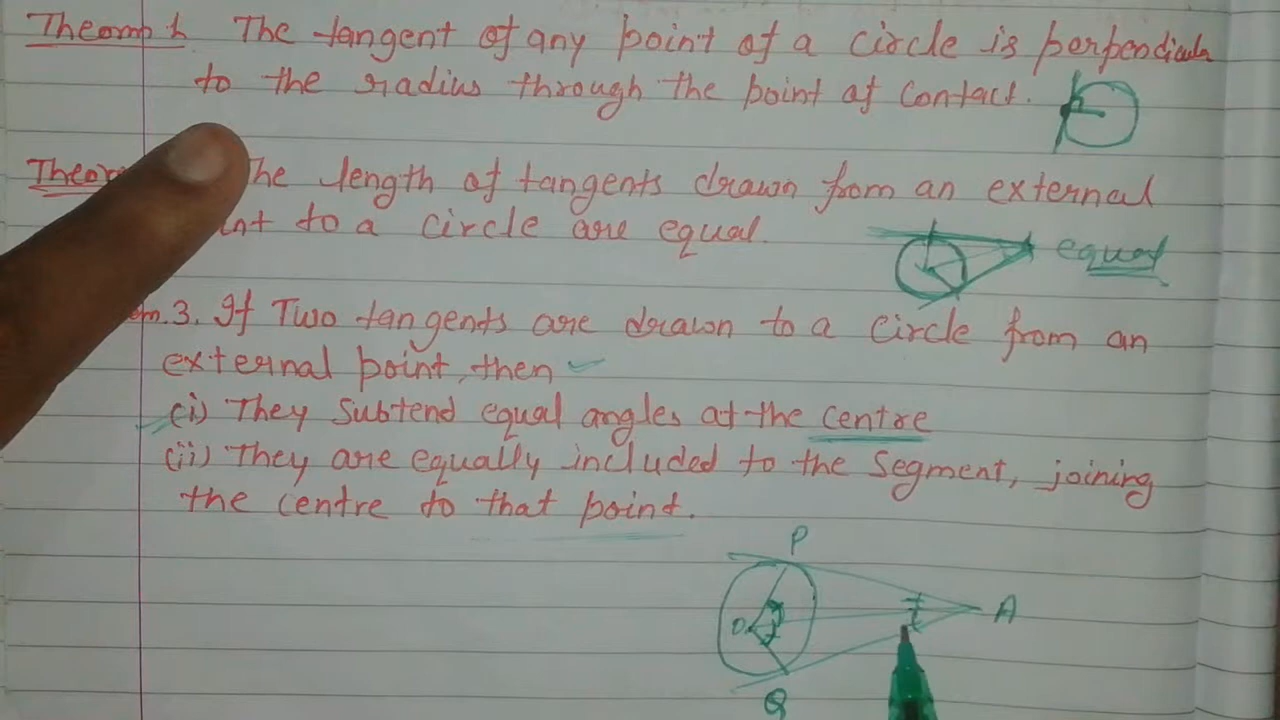 Theorem 1. The tangent of any point of a circle is perpendicular
to the radius through the point of contact.
The length of tangents drawn from an external
to a circle are equal.
equal
3. If Two tangents are drawn to a circle from an
external point, then
(i) They Subtend equal angles at the centre
(ii) They are equally included to the segment, joining
the centre to that point.
P
O
A
Q